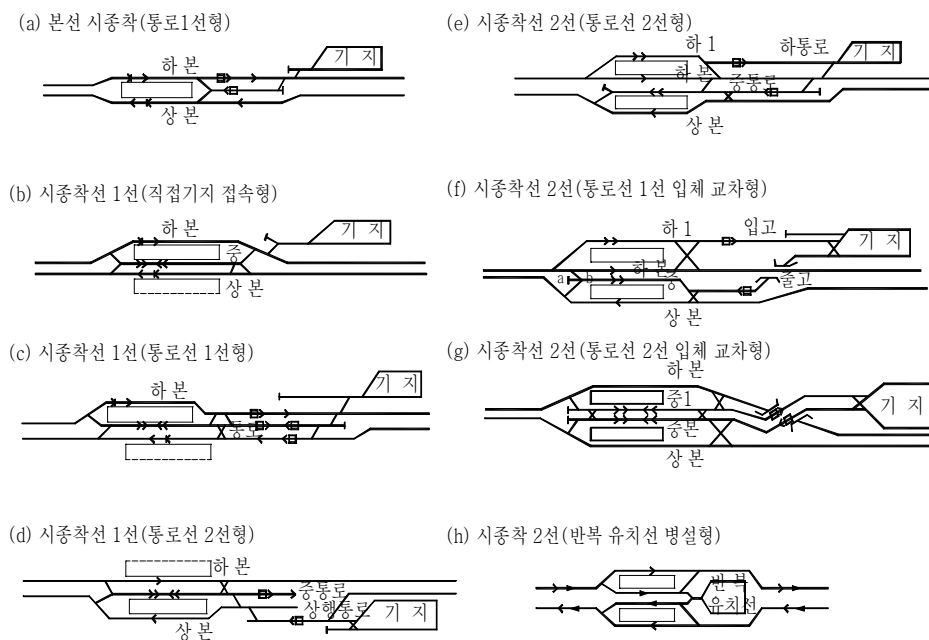 (a) 본선 시종착(통로1선형)
기 지
하 본
상 본
(b) 시종착선 1선(직접기지 접속형)
하 본
기 지
중
상 본
(c) 시종착선 1선(통로선 1선형)
하 본
기 지
통로
(d) 시종착선 1선(통로선 2선형)
하 본
중통로
상행통로
기 지
상 본
(e) 시종착선 2선(통로선 2선형)
하 1
하통로
기 지
하 본
중통로
상 본
(f) 시종착선 2선(통로선 1선 입체 교차형)
하 1
입고
기 지
하 본
a
b
중
줄고
상 본
(g) 시종착선 2선(통로선 2선 입체 교차형)
하 본
중1
기 지
중본
상 본
(h) 시종착 2선(반복 유치선 병설형)
반 복
유치선